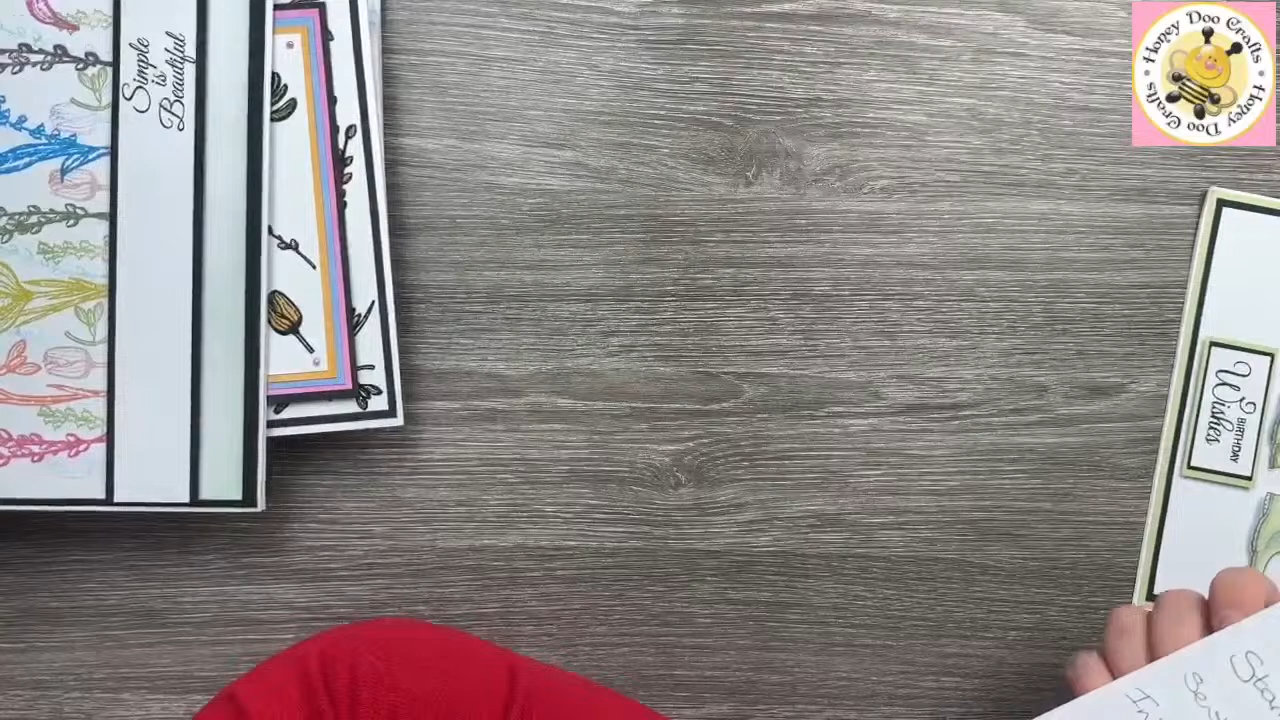 Simple
is
Beautiful
Honey Doo Crafts
Honey Doo Crafts
BIRTHDAY
Wishes